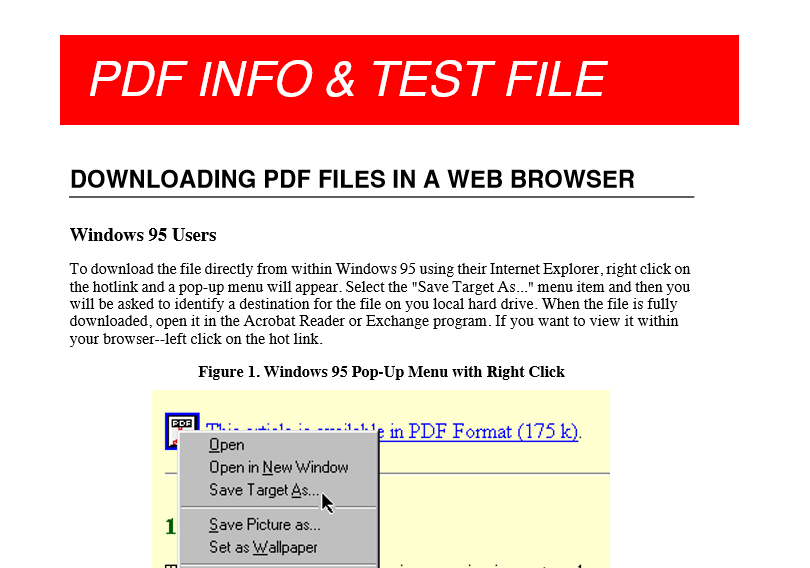 PDF INFO & TEST FILE
DOWNLOADING PDF FILES IN A WEB BROWSER
Windows 95 Users
To download the file directly from within Windows 95 using their Internet Explorer, right click on
the hotlink and a pop-up menu will appear. Select the "Save Target As..." menu item and then you
will be asked to identify a destination for the file on you local hard drive. When the file is fully
downloaded, open it in the Acrobat Reader or Exchange program. If you want to view it within
your browser--left click on the hot link.
Figure 1. Windows 95 Pop-Up Menu with Right Click
PDF This article is available in PDF Format (175 k).
Open
Open in New Window
Save Target As...
1
Save Picture as...
Set as Wallpaper